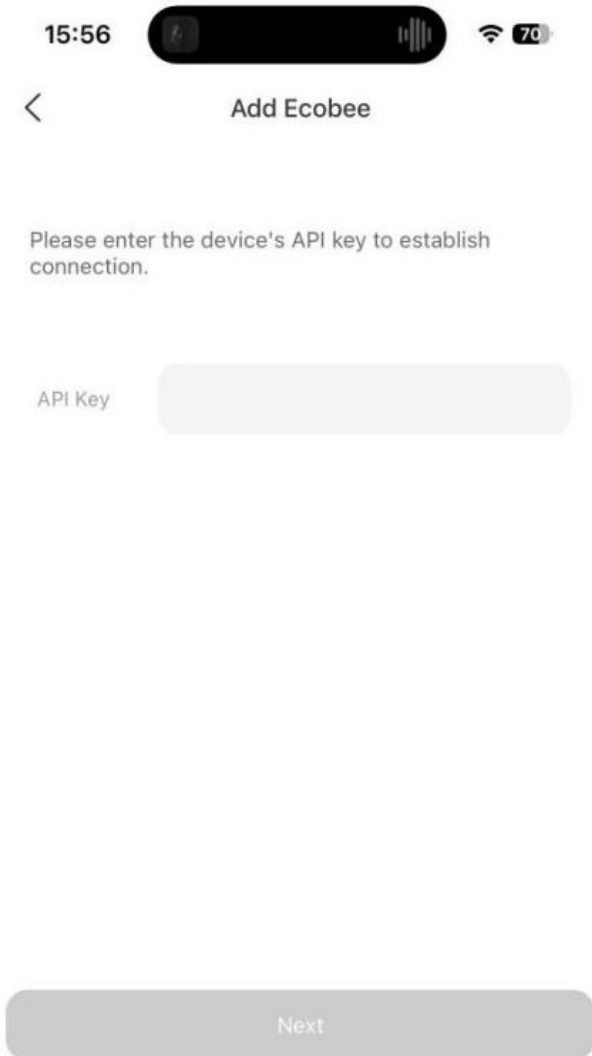 15:56
70
Add Ecobee
Please enter the device's API key to establish
connection.
API Key
Next